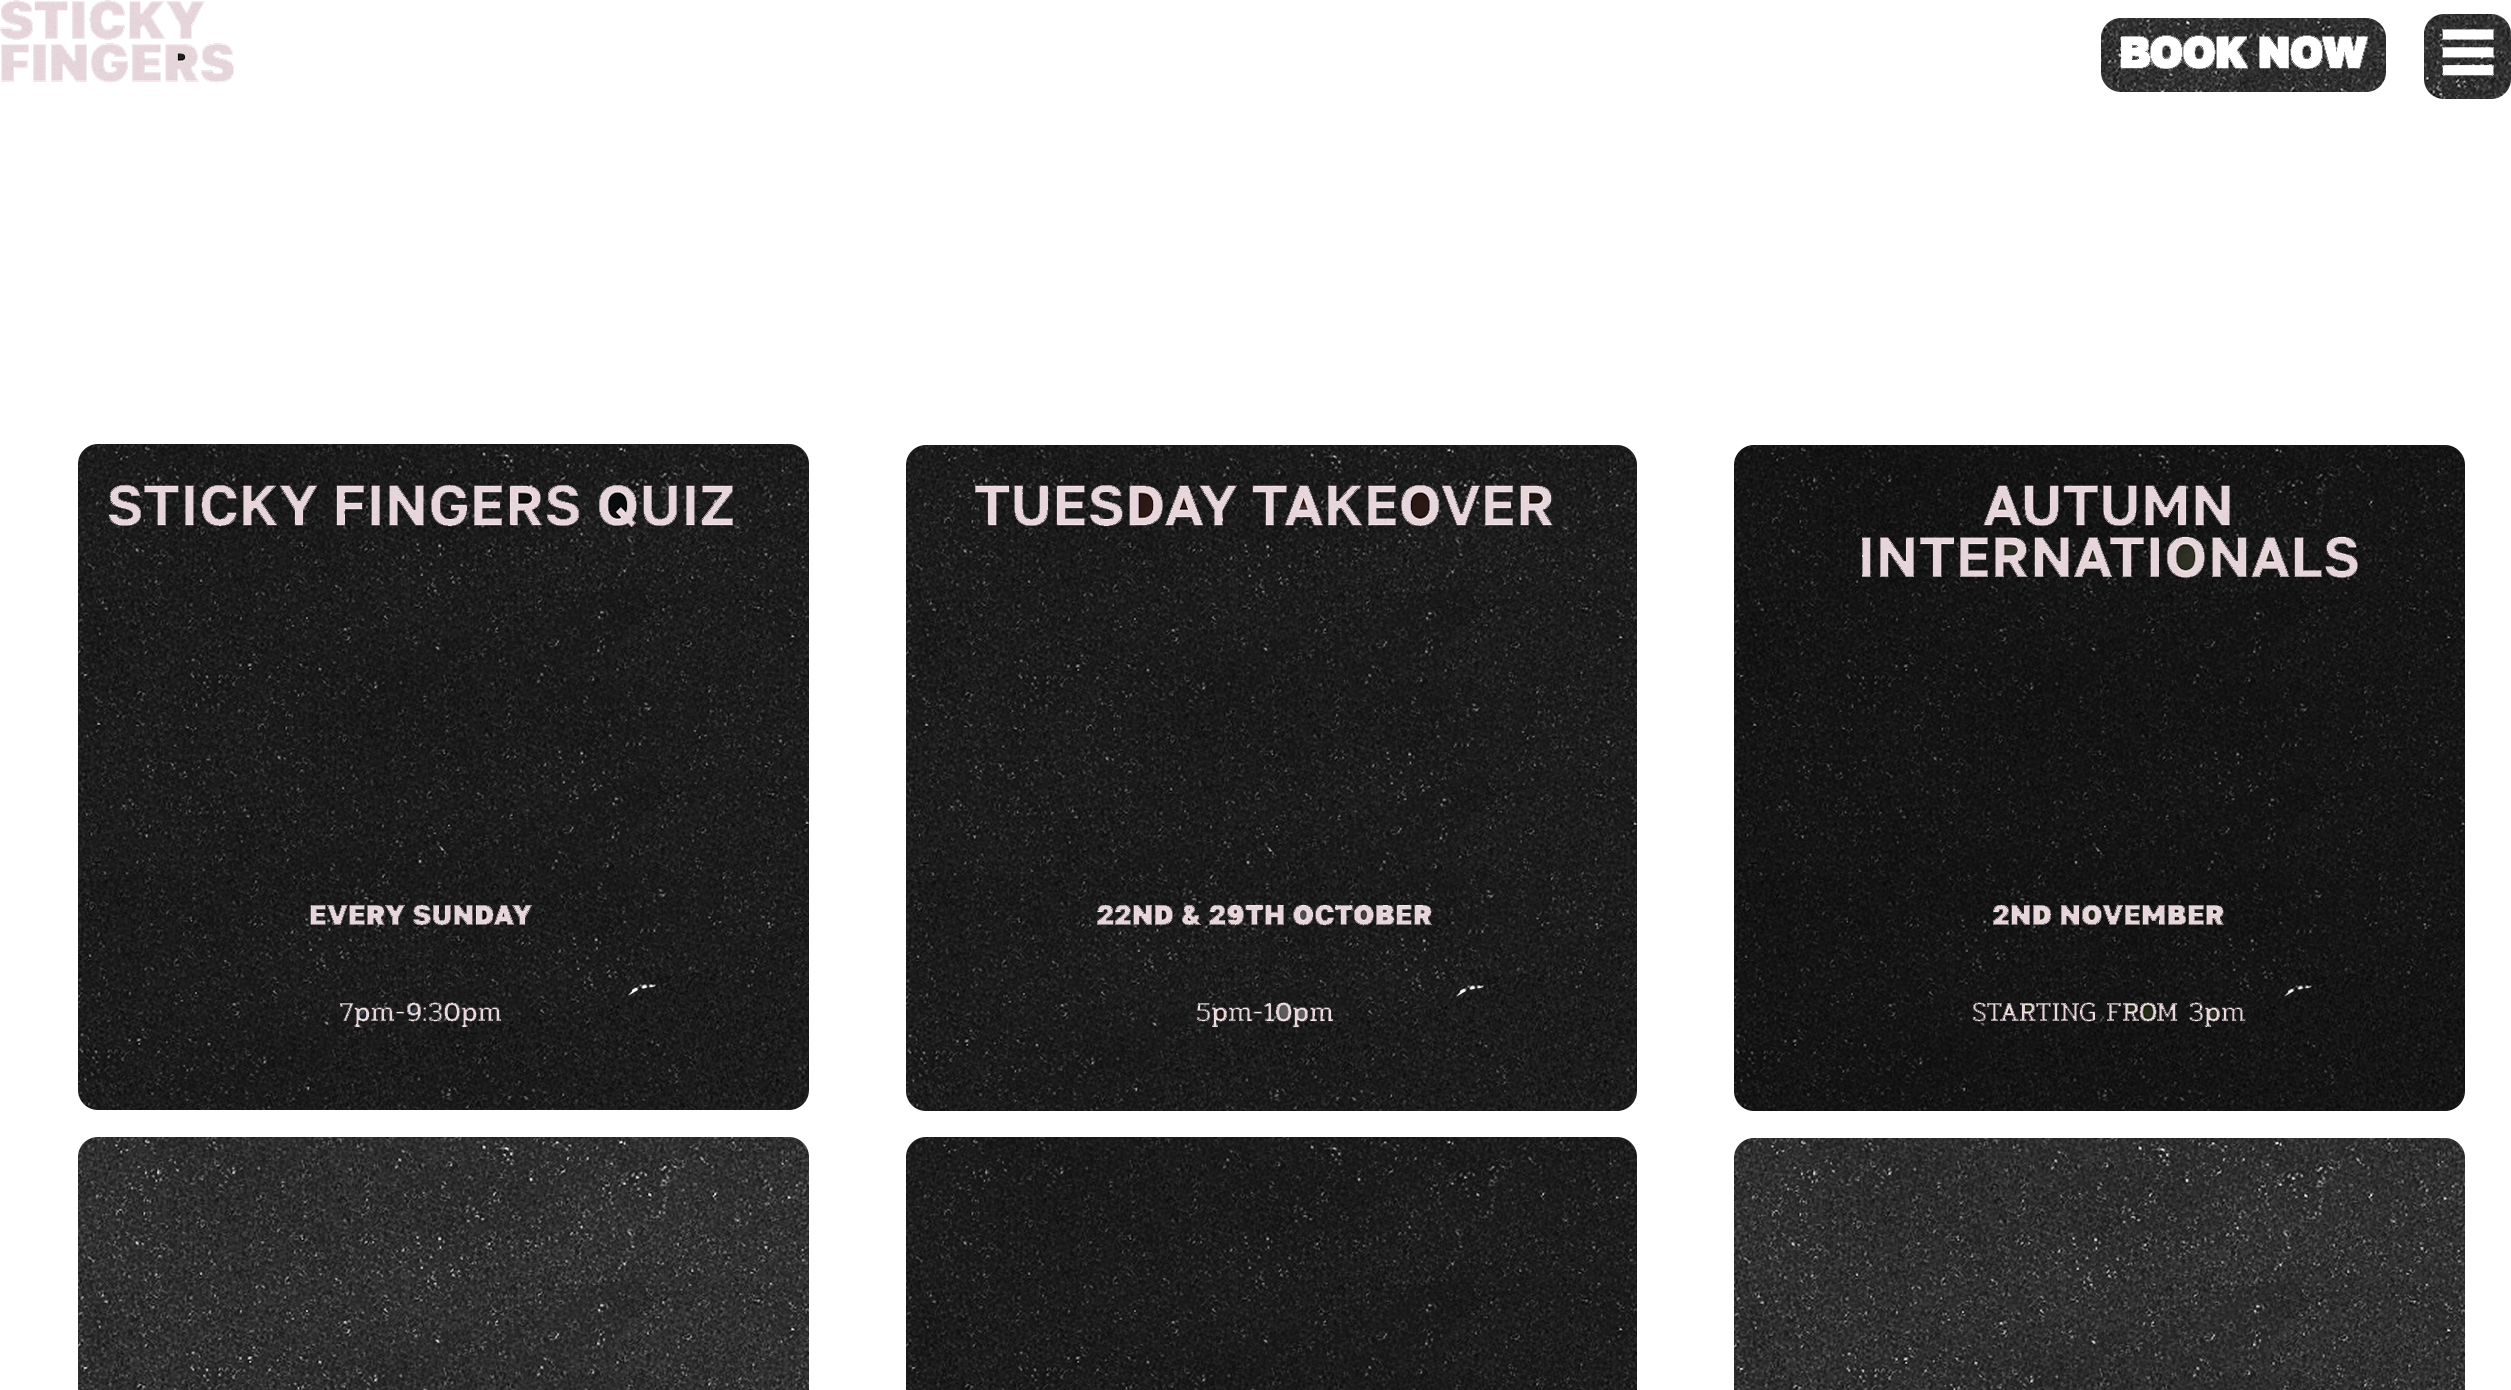 STICKY
FINGERS
BOOK NOW
STICKY FINGERS QUIZ
EVERY SUNDAY
7pm-9:30pm
TUESDAY TAKEOVER
22ND & 29TH OCTOBER
5pm-10pm
AUTUMN
INTERNATIONALS
2ND NOVEMBER
STARTING FROM 3pm